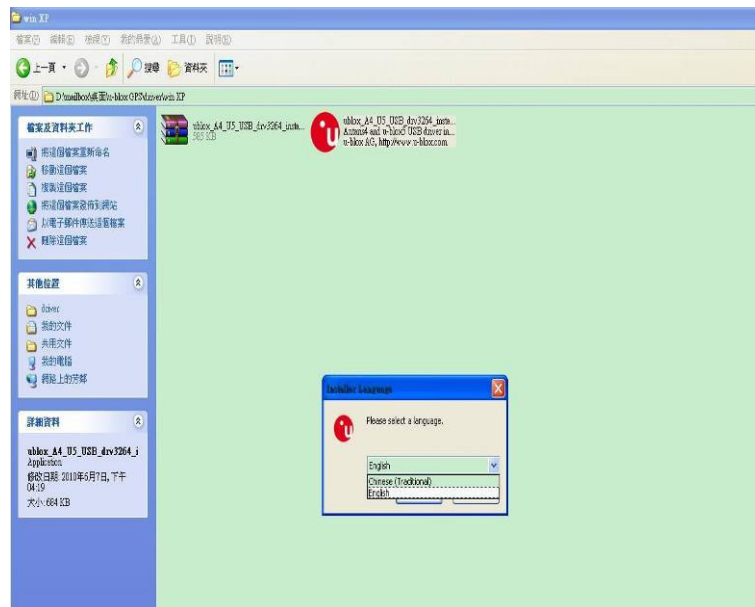 win XP
檔案(F) 編輯(E) 檢視(V) 我的最愛(A) 工具(T) 說明(H)
上一頁 搜尋 資料夾
網址(D) D:\mailbox\桌面\u-blox GPS\driver\win XP
檔案及資料夾工作
將這個檔案重新命名
移動這個檔案
複製這個檔案
將這個檔案發佈到網站
以電子郵件傳送這個檔案
刪除這個檔案
其他位置
driver
我的文件
共用文件
我的電腦
網路上的芳鄰
詳細資料
ublox_A4_U5_USB_drv3264_i
Application
修改日期: 2010年6月7日, 下午
04:19
大小: 684 KB
ublox_A4_U5_USB_drv3264_insta...
585 KB
ublox_A4_U5_USB_drv3264_inste...
Antaris4 and u-blox5 USB driver in...
u-blox AG, http://www.u-blox.com
Installer Language
Please select a language.
English
Chinese (Traditional)
English